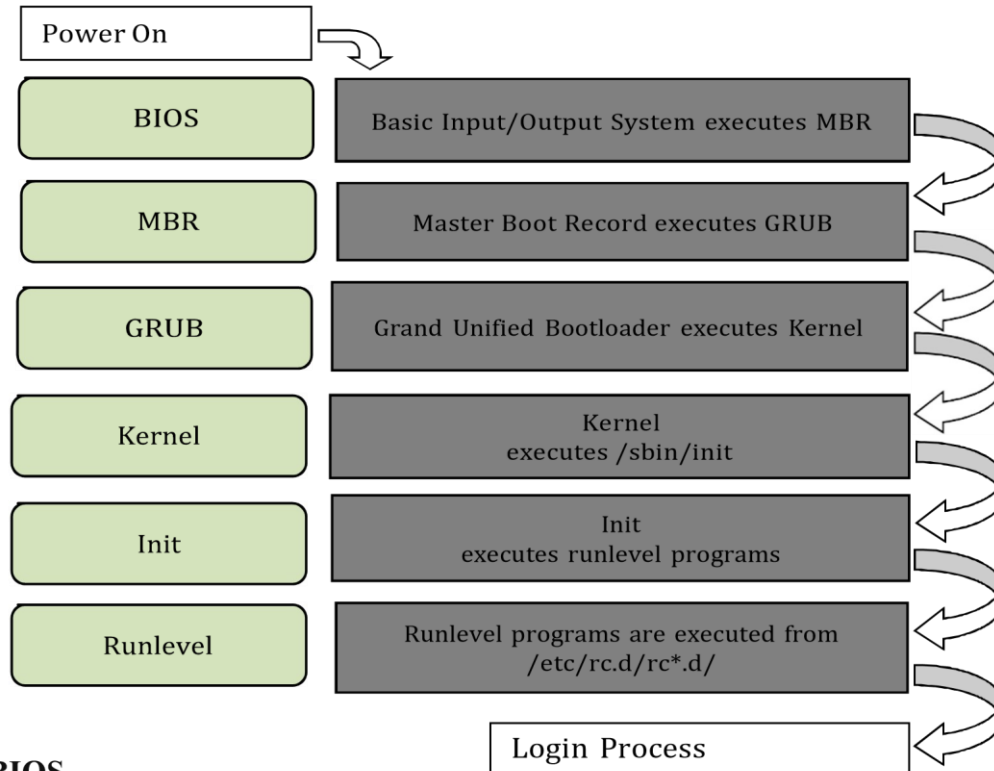 Power On
BIOS
Basic Input/Output System executes MBR
MBR
Master Boot Record executes GRUB
GRUB
Grand Unified Bootloader executes Kernel
Kernel
Kernel
executes /sbin/init
Init
Init
executes runlevel programs
Runlevel
Runlevel programs are executed from
/etc/rc.d/rc*.d/
Login Process
BIOS